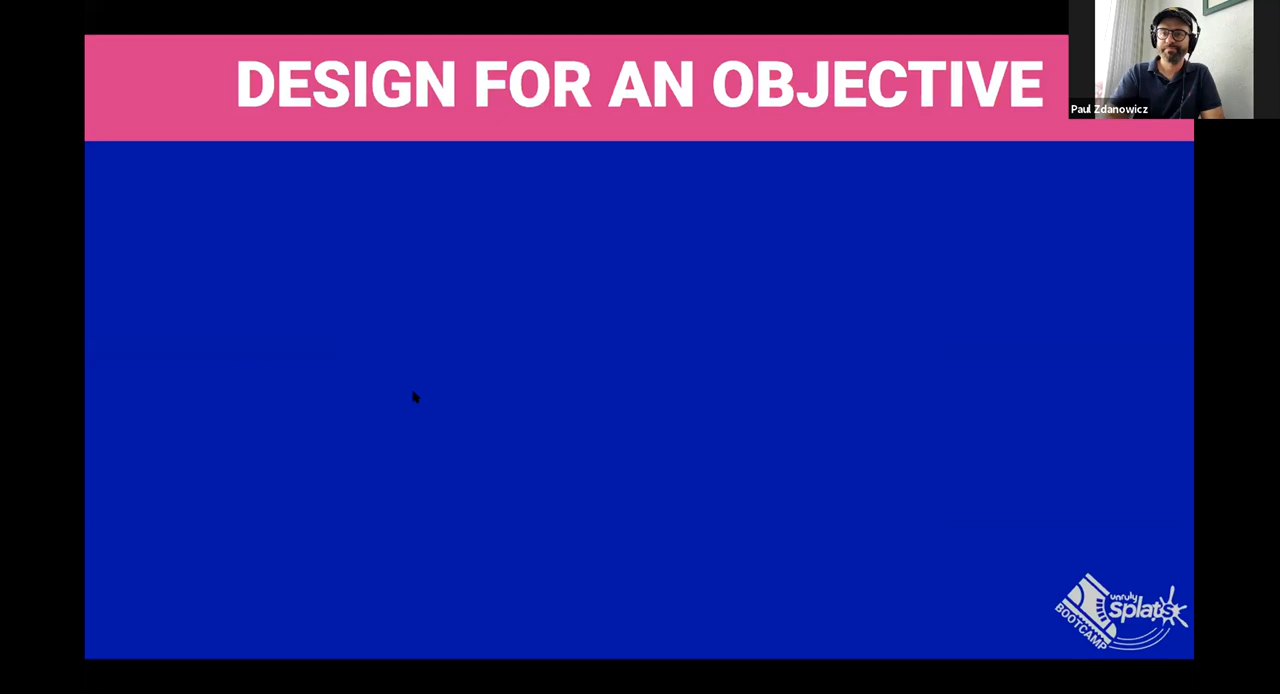 DESIGN FOR AN OBJECTIVE
Paul Zdanowicz
unruly
splats
BOOTCAMP